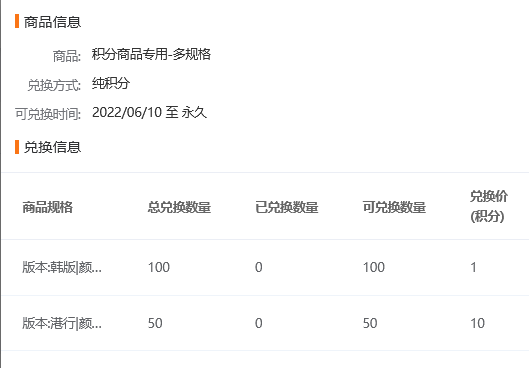 商品信息
商品: 积分商品专用-多规格
兑换方式: 纯积分
可兑换时间: 2022/06/10 至 永久
兑换信息
商品规格 总兑换数量 已兑换数量 可兑换数量 兑换价
(积分)
版本:韩版|颜... 100 0 100 1
版本:港行|颜... 50 0 50 10